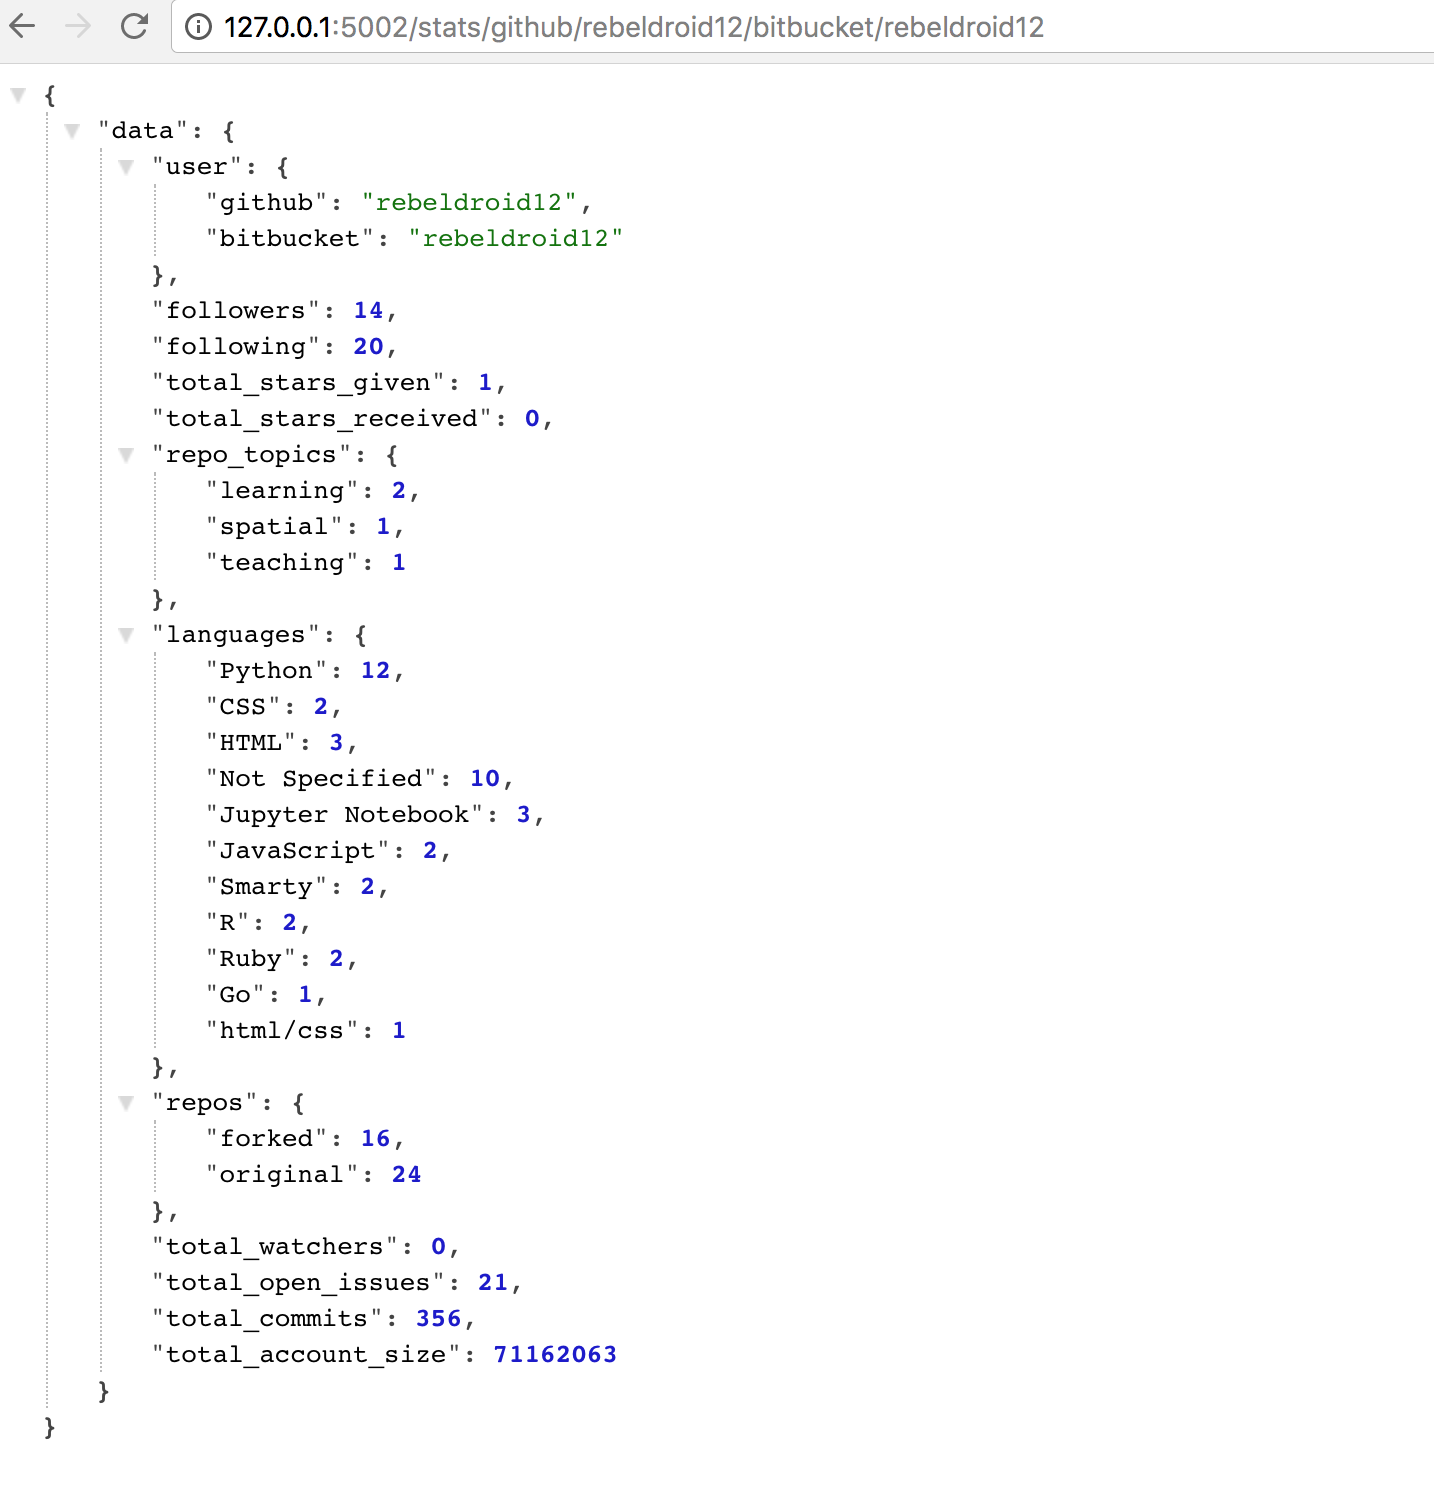 127.0.0.1:5002/stats/github/rebeldroid12/bitbucket/rebeldroid12
{
"data": {
"user": {
"github": "rebeldroid12",
"bitbucket": "rebeldroid12"
},
"followers": 14,
"following": 20,
"total_stars_given": 1,
"total_stars_received": 0,
"repo_topics": {
"learning": 2,
"spatial": 1,
"teaching": 1
},
"languages": {
"Python": 12,
"CSS": 2,
"HTML": 3,
"Not Specified": 10,
"Jupyter Notebook": 3,
"JavaScript": 2,
"Smarty": 2,
"R": 2,
"Ruby": 2,
"Go": 1,
"html/css": 1
},
"repos": {
"forked": 16,
"original": 24
},
"total_watchers": 0,
"total_open_issues": 21,
"total_commits": 356,
"total_account_size": 71162063
}
}